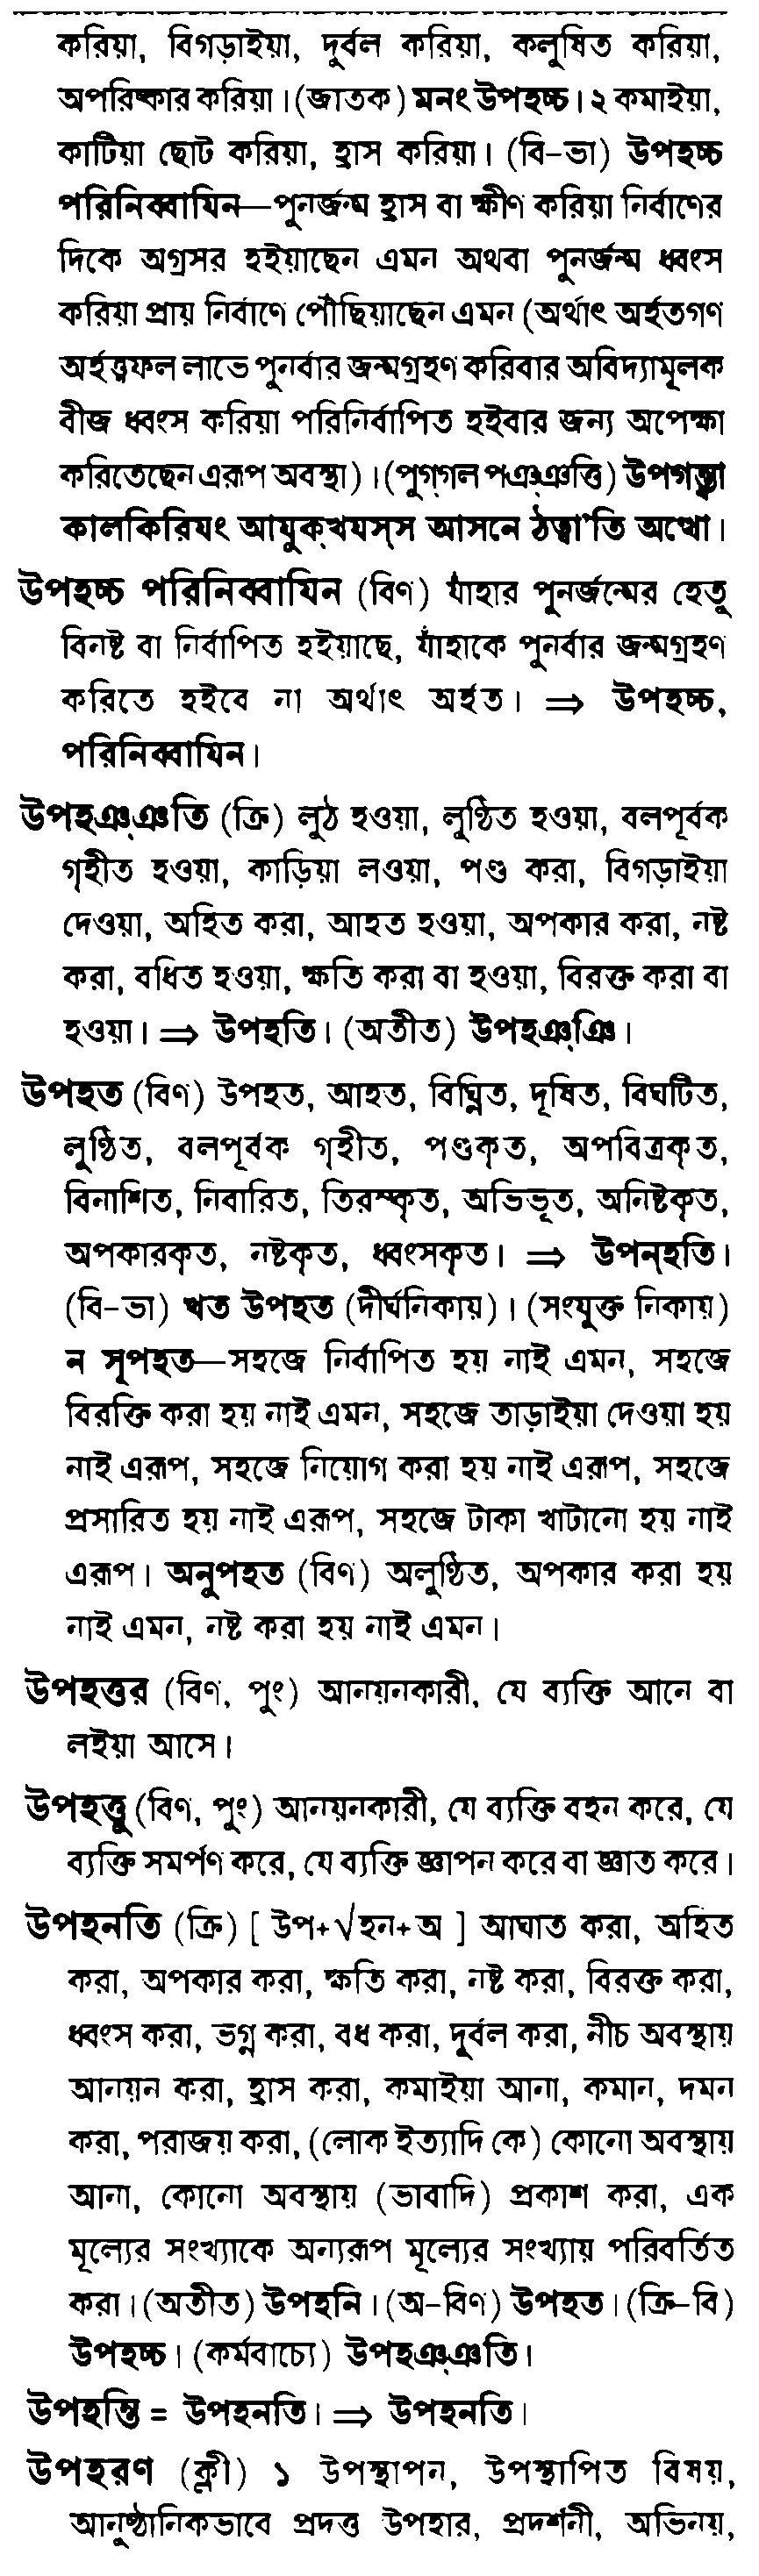 করিয়া, বিগড়াইয়া, দুর্বল করিয়া, কলুষিত করিয়া,
অপরিষ্কার করিয়া। (জাতক) মনং উপহচ্চ। ২ কমাইয়া,
কাটিয়া ছোট করিয়া, হ্রাস করিয়া। (বি-ভা) উপহচ্চ
পরিনিব্বাযিন—পুনর্জন্ম হ্রাস বা ক্ষীণ করিয়া নির্বাণের
দিকে অগ্রসর হইয়াছেন এমন অথবা পুনর্জন্ম ধ্বংস
করিয়া প্রায় নির্বাণে পৌঁছিয়াছেন এমন (অর্থাৎ অর্হতগণ
অর্হত্ত্বফল লাভে পুনর্বার জন্মগ্রহণ করিবার অবিদ্যামূলক
বীজ ধ্বংস করিয়া পরিনির্বাপিত হইবার জন্য অপেক্ষা
করিতেছেন এরূপ অবস্থা)। (পুগ্‌গল পঞ্‌ঞত্তি) উপগন্ত্বা
কালকিরিযং আযুক্‌খযস্‌স আসনে ঠত্বা’তি অত্থো।
উপহচ্চ পরিনিব্বাযিন (বিণ) যাঁহার পুনর্জন্মের হেতু
বিনষ্ট বা নির্বাপিত হইয়াছে, যাঁহাকে পুনর্বার জন্মগ্রহণ
করিতে হইবে না অর্থাৎ অর্হত। ⇒ উপহচ্চ,
পরিনিব্বাযিন।
উপহঞ্‌ঞতি (ক্রি) লুঠ হওয়া, লুণ্ঠিত হওয়া, বলপূর্বক
গৃহীত হওয়া, কাড়িয়া লওয়া, পণ্ড করা, বিগড়াইয়া
দেওয়া, অহিত করা, আহত হওয়া, অপকার করা, নষ্ট
করা, বধিত হওয়া, ক্ষতি করা বা হওয়া, বিরক্ত করা বা
হওয়া। ⇒ উপহতি। (অতীত) উপহঞ্‌ঞি।
উপহত (বিণ) উপহত, আহত, বিঘ্নিত, দূষিত, বিঘটিত,
লুণ্ঠিত, বলপূর্বক গৃহীত, পণ্ডকৃত, অপবিত্রকৃত,
বিনাশিত, নিবারিত, তিরস্কৃত, অভিভূত, অনিষ্টকৃত,
অপকারকৃত, নষ্টকৃত, ধ্বংসকৃত। ⇒ উপন্‌হতি।
(বি-ভা) খত উপহত (দীর্ঘনিকায়)। (সংযুক্ত নিকায়)
ন সূপহত—সহজে নির্বাপিত হয় নাই এমন, সহজে
বিরক্তি করা হয় নাই এমন, সহজে তাড়াইয়া দেওয়া হয়
নাই এরূপ, সহজে নিয়োগ করা হয় নাই এরূপ, সহজে
প্রসারিত হয় নাই এরূপ, সহজে টাকা খাটানো হয় নাই
এরূপ। অনুপহত (বিণ) অলুণ্ঠিত, অপকার করা হয়
নাই এমন, নষ্ট করা হয় নাই এমন।
উপহত্তর (বিণ, পুং) আনয়নকারী, যে ব্যক্তি আনে বা
লইয়া আসে।
উপহত্তু (বিণ, পুং) আনয়নকারী, যে ব্যক্তি বহন করে, যে
ব্যক্তি সমর্পণ করে, যে ব্যক্তি জ্ঞাপন করে বা জ্ঞাত করে।
উপহনতি (ক্রি) [ উপ+√হন+অ ] আঘাত করা, অহিত
করা, অপকার করা, ক্ষতি করা, নষ্ট করা, বিরক্ত করা,
ধ্বংস করা, ভগ্ন করা, বধ করা, দুর্বল করা, নীচ অবস্থায়
আনয়ন করা, হ্রাস করা, কমাইয়া আনা, কমান, দমন
করা, পরাজয় করা, (লোক ইত্যাদি কে) কোনো অবস্থায়
আনা, কোনো অবস্থায় (ভাবাদি) প্রকাশ করা, এক
মূল্যের সংখ্যাকে অন্যরূপ মূল্যের সংখ্যায় পরিবর্তিত
করা। (অতীত) উপহনি। (অ-বিণ) উপহত। (ক্রি-বি)
উপহচ্চ। (কর্মবাচ্যে) উপহঞ্‌ঞতি।
উপহন্তি = উপহনতি। ⇒ উপহনতি।
উপহরণ (ক্লী) ১ উপস্থাপন, উপস্থাপিত বিষয়,
আনুষ্ঠানিকভাবে প্রদত্ত উপহার, প্রদর্শনী, অভিনয়,